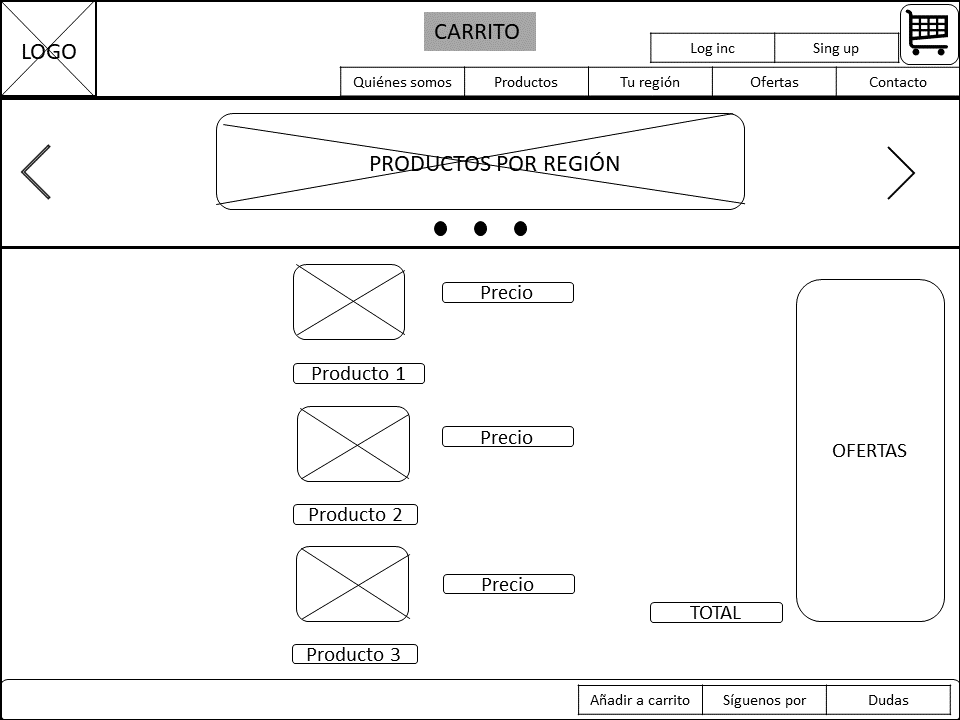 LOGO
CARRITO
Log inc
Sing up
Quiénes somos
Productos
Tu región
Ofertas
Contacto
PRODUCTOS POR REGIÓN
Precio
Producto 1
Precio
Producto 2
Precio
Producto 3
TOTAL
OFERTAS
Añadir a carrito
Síguenos por
Dudas